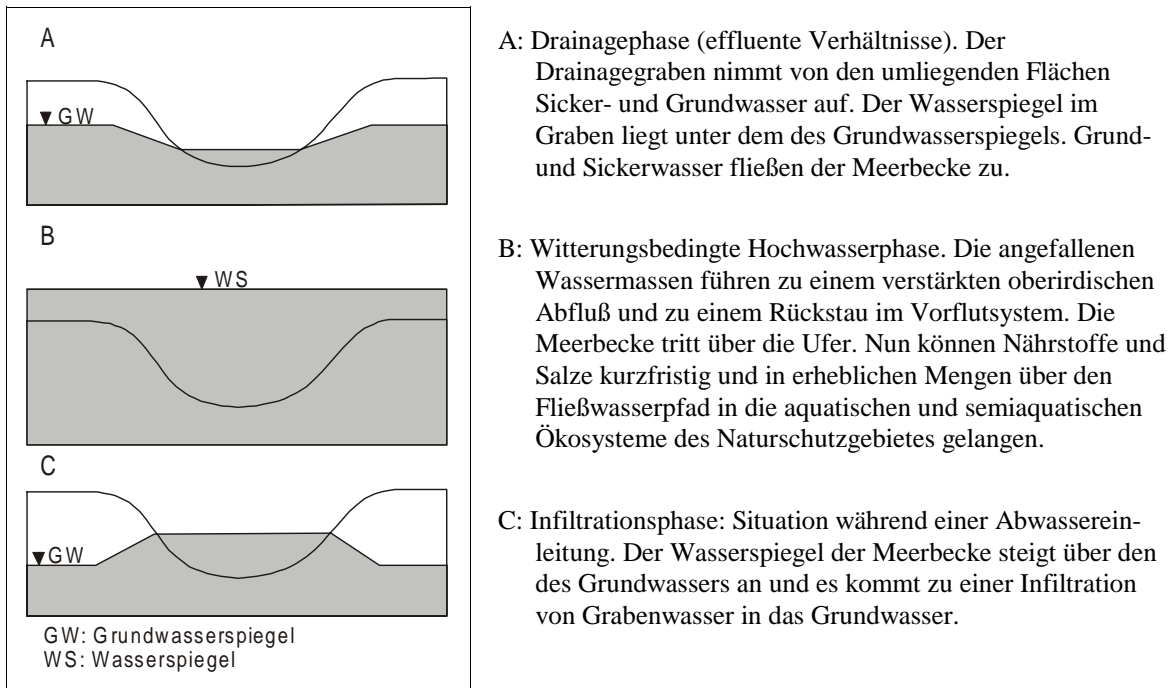 A
GW
B
WS
C
GW
GW: Grundwasserspiegel
WS: Wasserspiegel
A: Drainagephase (effluente Verhältnisse). Der
Drainagegraben nimmt von den umliegenden Flächen
Sicker- und Grundwasser auf. Der Wasserspiegel im
Graben liegt unter dem des Grundwasserspiegels. Grund-
und Sickerwasser fließen der Meerbecke zu.
B: Witterungsbedingte Hochwasserphase. Die angefallenen
Wassermassen führen zu einem verstärkten oberirdischen
Abfluß und zu einem Rückstau im Vorflutsystem. Die
Meerbecke tritt über die Ufer. Nun können Nährstoffe und
Salze kurzfristig und in erheblichen Mengen über den
Fließwasserpfad in die aquatischen und semiaquatischen
Ökosysteme des Naturschutzgebietes gelangen.
C: Infiltrationsphase: Situation während einer Abwasserein-
leitung. Der Wasserspiegel der Meerbecke steigt über den
des Grundwassers an und es kommt zu einer Infiltration
von Grabenwasser in das Grundwasser.